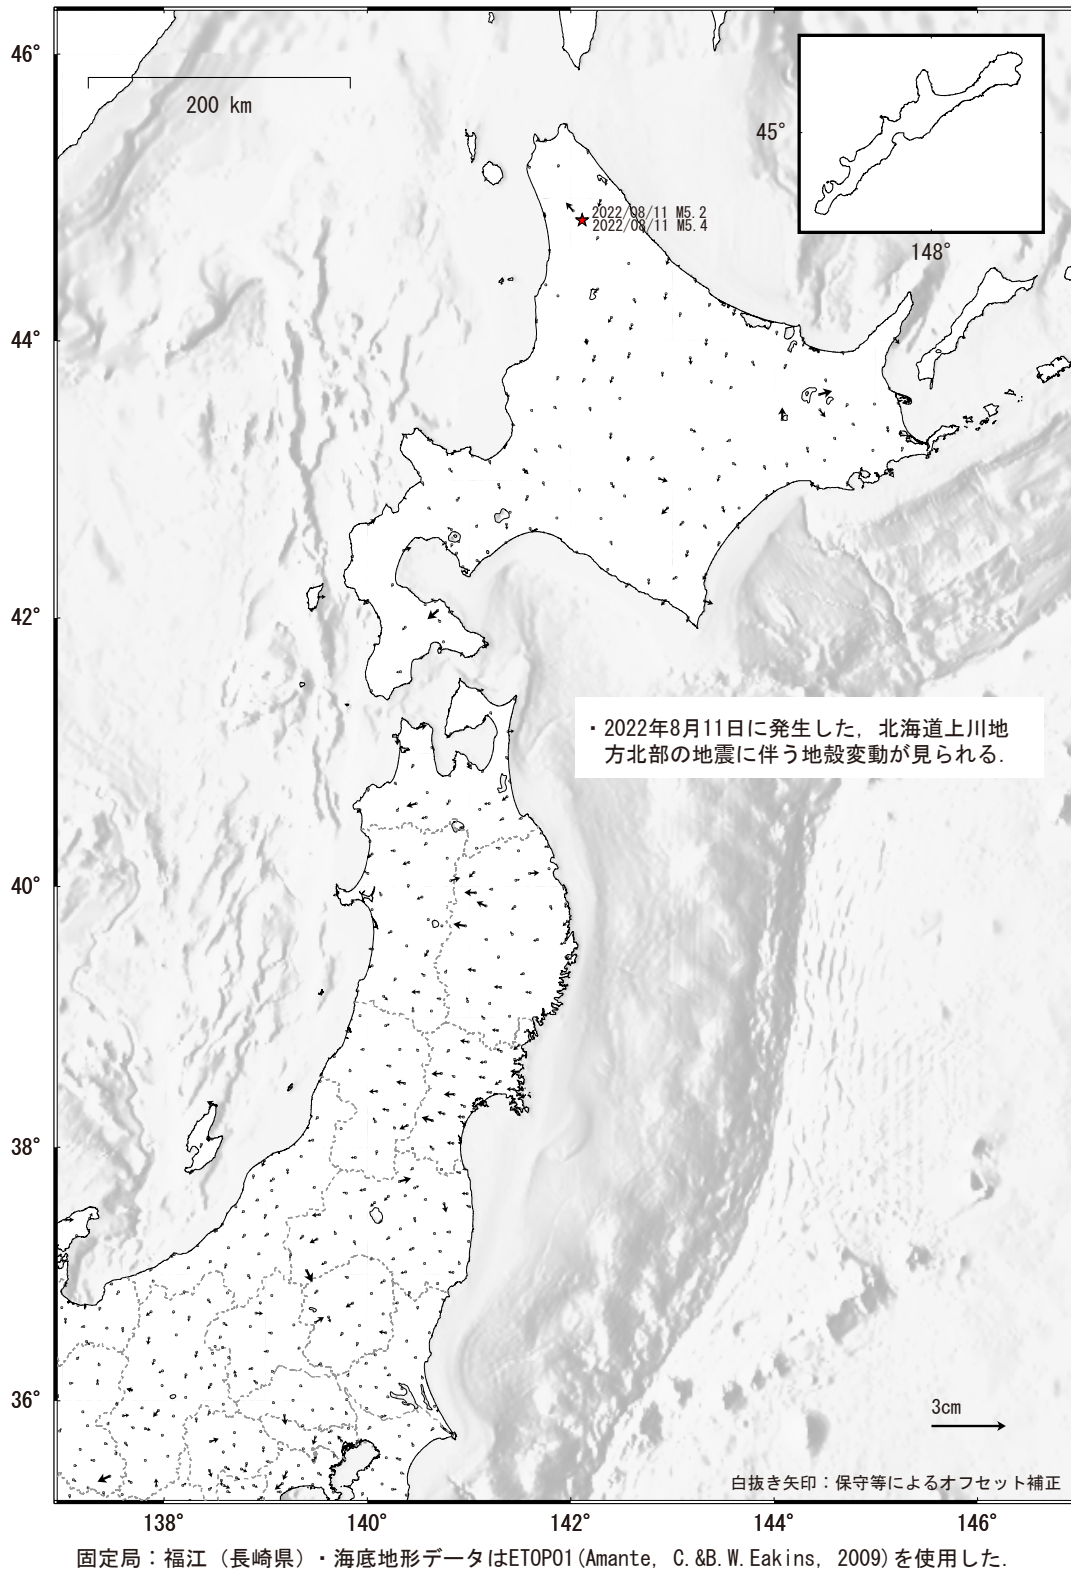 46°
200 km
45°
148°
2022/08/11 M5.2
2022/08/11 M5.4
44°
42°
・2022年8月11日に発生した，北海道上川地
方北部の地震に伴う地殻変動が見られる．
40°
38°
36°
3cm
白抜き矢印：保守等によるオフセット補正
138°
140°
142°
144°
146°
固定局：福江（長崎県）・海底地形データはETOPO1(Amante, C.&B.W.Eakins, 2009)を使用した．